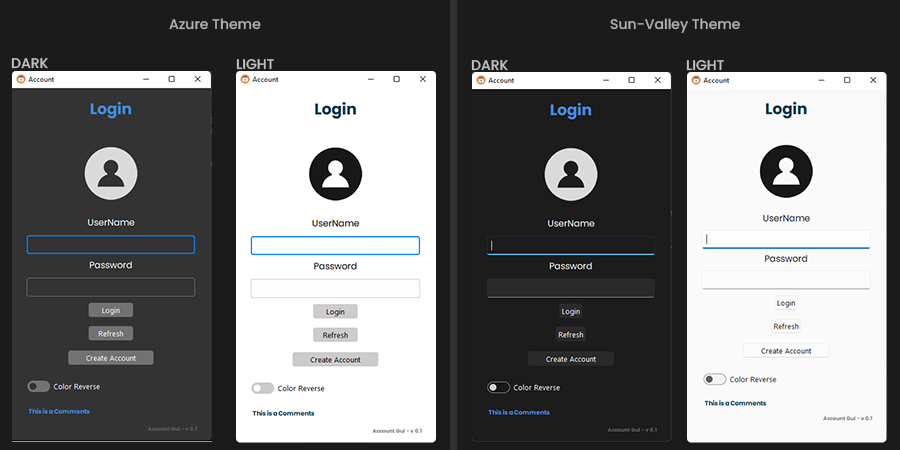 Azure Theme
Sun-Valley Theme
DARK
LIGHT
DARK
LIGHT
Account
Login
UserName
Password
Login
Refresh
Create Account
Color Reverse
This is a Comments
Account Gui - v 0.1
Account
Login
UserName
Password
Login
Refresh
Create Account
Color Reverse
This is a Comments
Account Gui - v 0.1
Account
Login
UserName
Password
Login
Refresh
Create Account
Color Reverse
This is a Comments
Account Gui - v 0.1
Account
Login
UserName
Password
Login
Refresh
Create Account
Color Reverse
This is a Comments
Account Gui - v 0.1